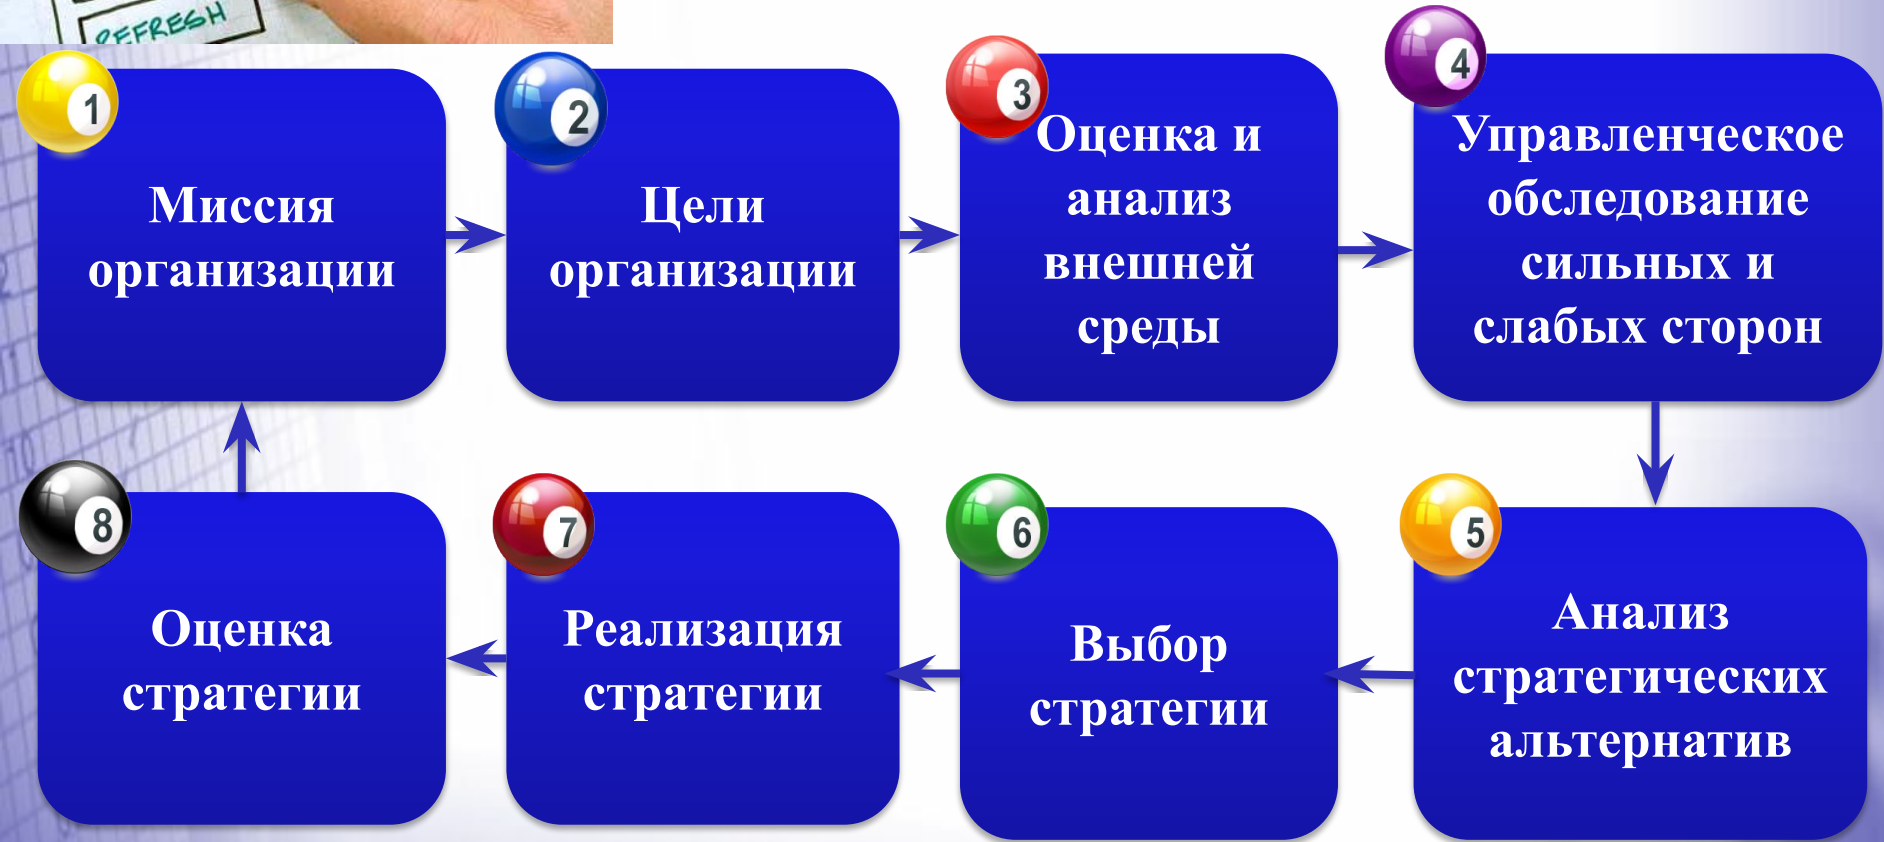 REFRESH
1
Миссия
организации
2
Цели
организации
3
Оценка и
анализ
внешней
среды
4
Управленческое
обследование
сильных и
слабых сторон
5
Анализ
стратегических
альтернатив
6
Выбор
стратегии
7
Реализация
стратегии
8
Оценка
стратегии